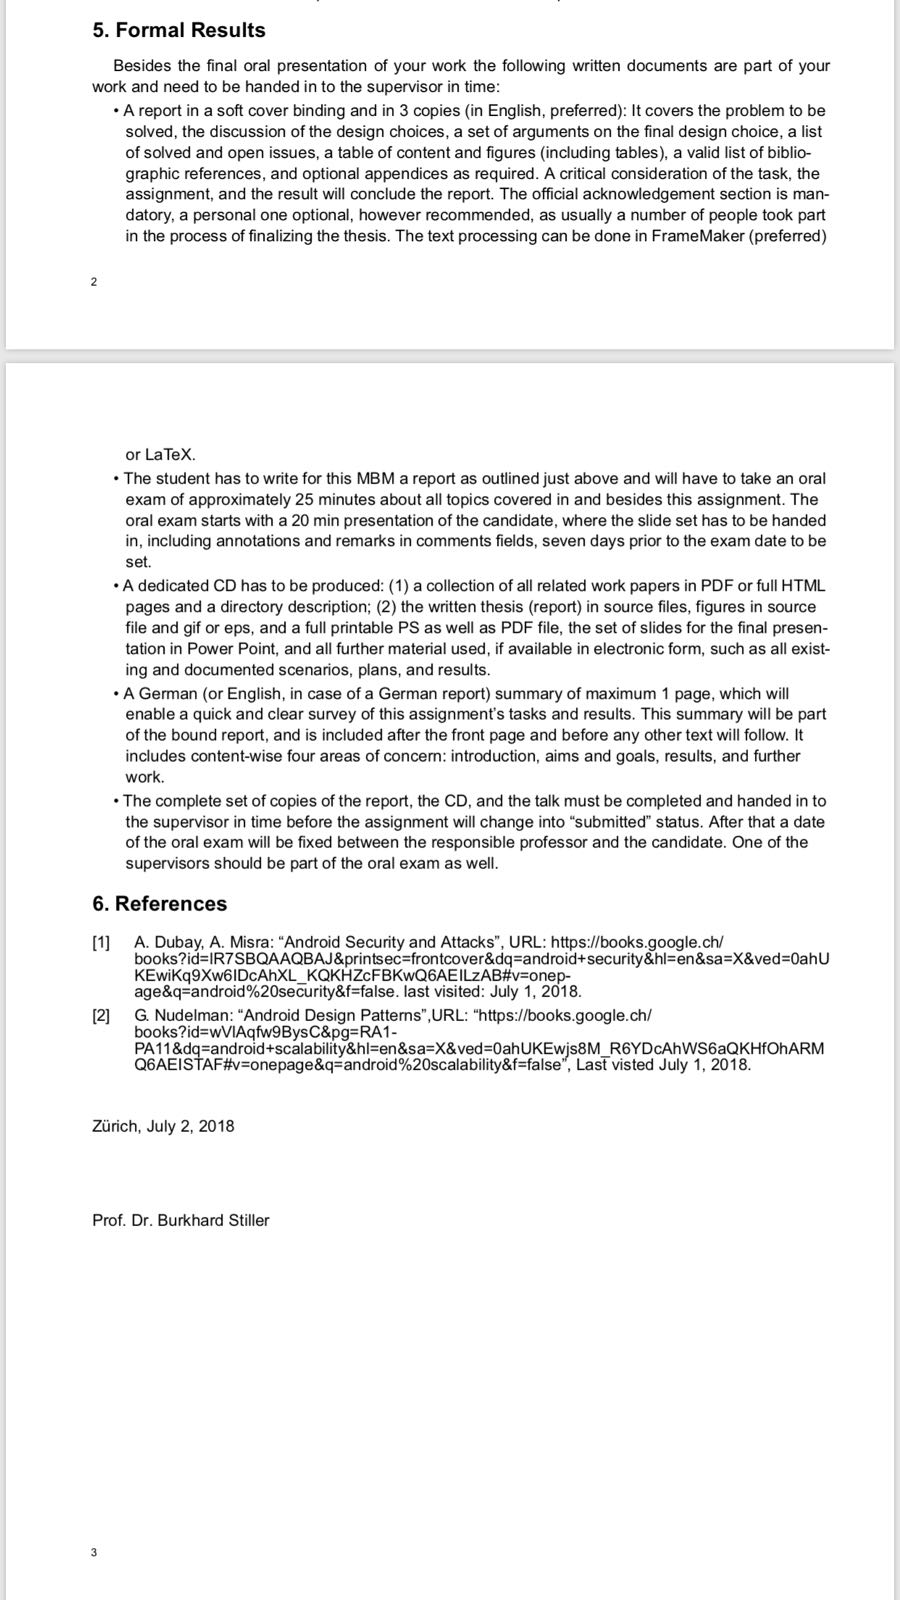 5. Formal Results
Besides the final oral presentation of your work the following written documents are part of your
work and need to be handed in to the supervisor in time:
• A report in a soft cover binding and in 3 copies (in English, preferred): It covers the problem to be
solved, the discussion of the design choices, a set of arguments on the final design choice, a list
of solved and open issues, a table of content and figures (including tables), a valid list of biblio-
graphic references, and optional appendices as required. A critical consideration of the task, the
assignment, and the result will conclude the report. The official acknowledgement section is man-
datory, a personal one optional, however recommended, as usually a number of people took part
in the process of finalizing the thesis. The text processing can be done in FrameMaker (preferred)
2
or LaTeX.
• The student has to write for this MBM a report as outlined just above and will have to take an oral
exam of approximately 25 minutes about all topics covered in and besides this assignment. The
oral exam starts with a 20 min presentation of the candidate, where the slide set has to be handed
in, including annotations and remarks in comments fields, seven days prior to the exam date to be
set.
• A dedicated CD has to be produced: (1) a collection of all related work papers in PDF or full HTML
pages and a directory description; (2) the written thesis (report) in source files, figures in source
file and gif or eps, and a full printable PS as well as PDF file, the set of slides for the final presen-
tation in Power Point, and all further material used, if available in electronic form, such as all exist-
ing and documented scenarios, plans, and results.
• A German (or English, in case of a German report) summary of maximum 1 page, which will
enable a quick and clear survey of this assignment's tasks and results. This summary will be part
of the bound report, and is included after the front page and before any other text will follow. It
includes content-wise four areas of concern: introduction, aims and goals, results, and further
work.
• The complete set of copies of the report, the CD, and the talk must be completed and handed in to
the supervisor in time before the assignment will change into “submitted” status. After that a date
of the oral exam will be fixed between the responsible professor and the candidate. One of the
supervisors should be part of the oral exam as well.
6. References
[1] A. Dubay, A. Misra: “Android Security and Attacks”, URL: https://books.google.ch/
books?id=IR7SBQAAQBAJ&printsec=frontcover&dq=android+security&hl=en&sa=X&ved=0ahU
KEwiKq9Xw6IDcAhXL_KQKHZcFBKwQ6AEILzAB#v=onep-
age&q=android%20security&f=false. last visited: July 1, 2018.
[2] G. Nudelman: “Android Design Patterns”,URL: “https://books.google.ch/
books?id=wVlAqfw9BysC&pg=RA1-
PA11&dq=android+scalability&hl=en&sa=X&ved=0ahUKEwjs8M_R6YDcAhWS6aQKHfOhARM
Q6AEISTAF#v=onepage&q=android%20scalability&f=false”, Last visted July 1, 2018.
Zürich, July 2, 2018
Prof. Dr. Burkhard Stiller
3